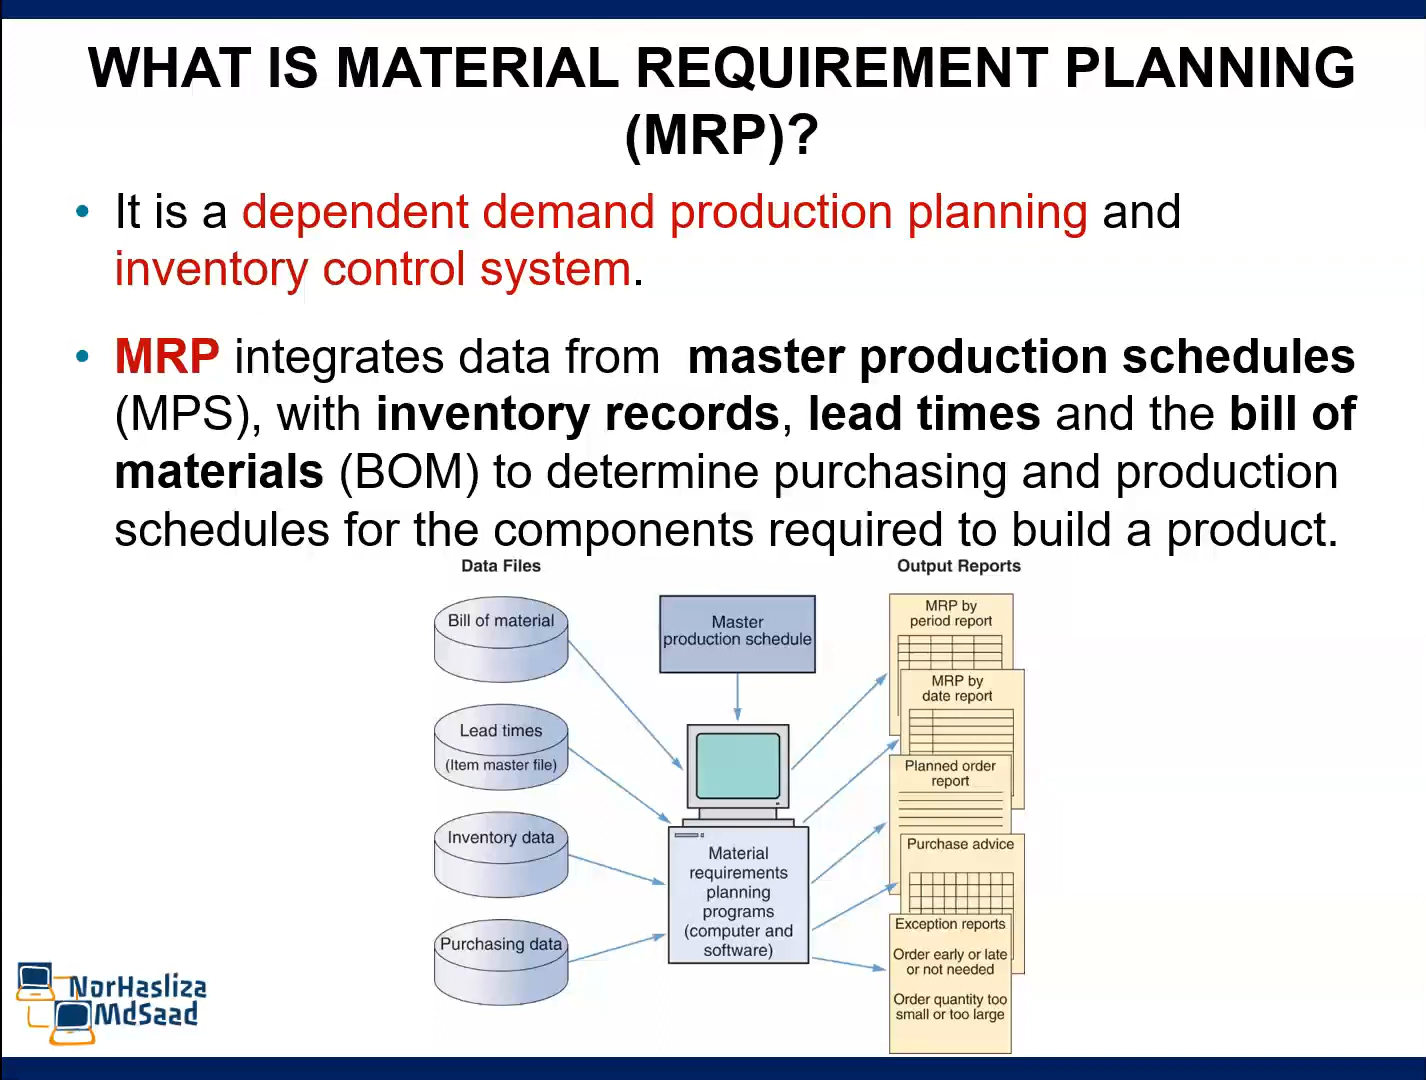 WHAT IS MATERIAL REQUIREMENT PLANNING
(MRP)?
• It is a dependent demand production planning and
inventory control system.
• MRP integrates data from master production schedules
(MPS), with inventory records, lead times and the bill of
materials (BOM) to determine purchasing and production
schedules for the components required to build a product.
Data Files
Bill of material
Lead times
(Item master file)
Inventory data
Purchasing data
Master
production schedule
Material
requirements
planning
programs
(computer and
software)
Output Reports
MRP by
period report
MRP by
date report
Planned order
report
Purchase advice
Exception reports
Order early or late
or not needed
Order quantity too
small or too large
NorHasliza
MdSaad